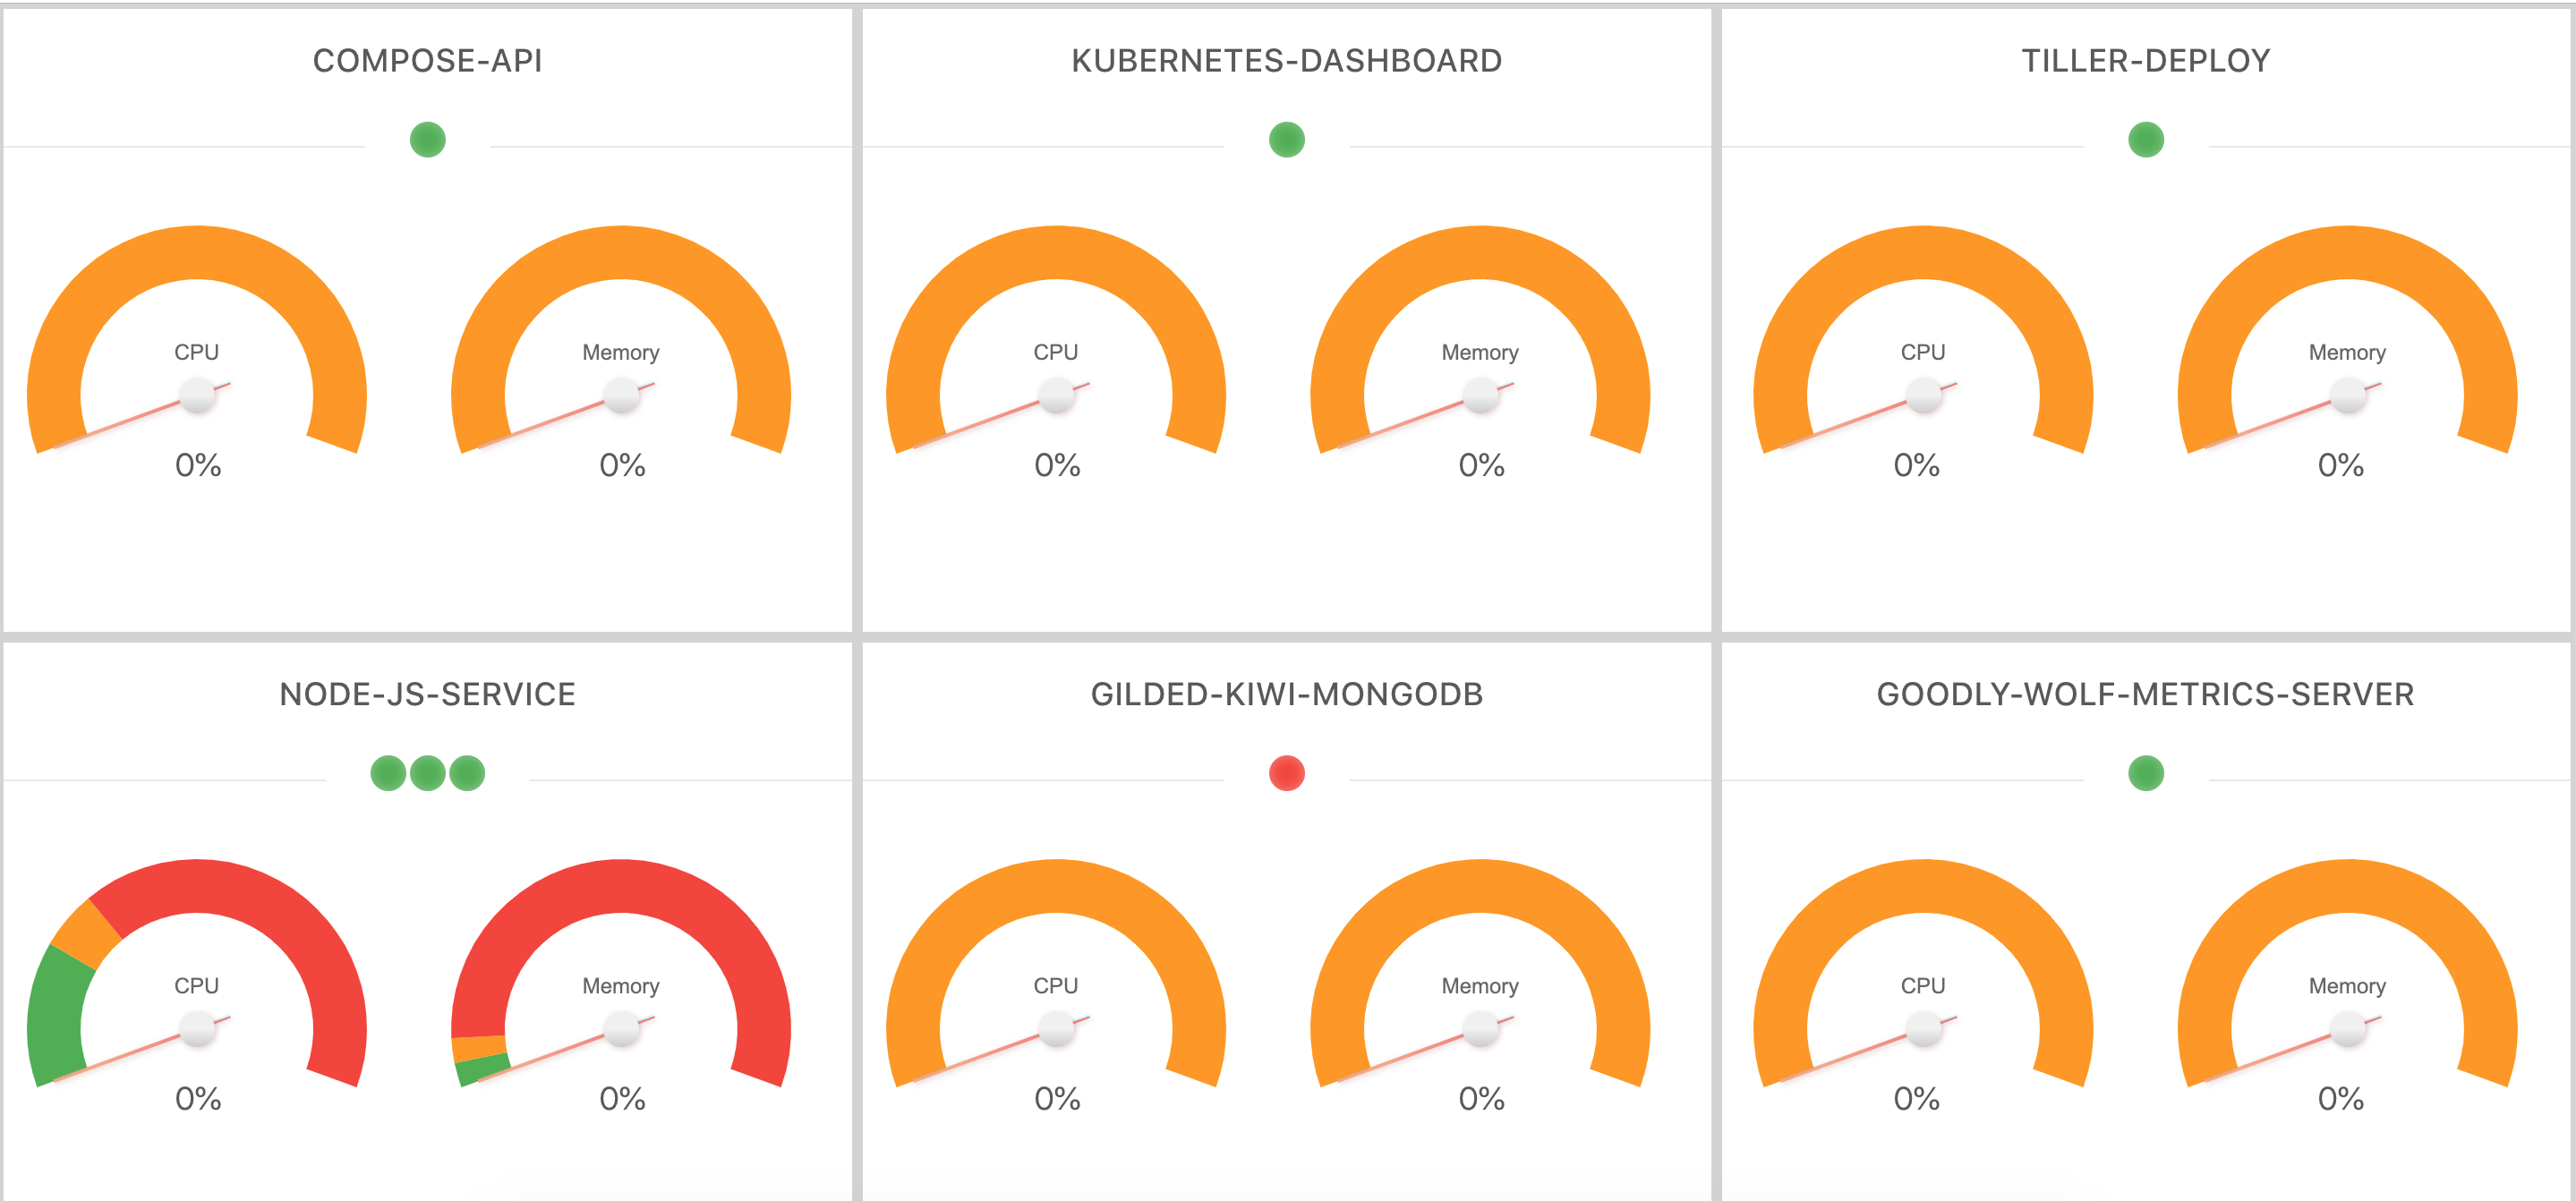 COMPOSE-API
CPU
0%
Memory
0%
KUBERNETES-DASHBOARD
CPU
0%
Memory
0%
TILLER-DEPLOY
CPU
0%
Memory
0%
NODE-JS-SERVICE
CPU
0%
Memory
0%
GILDED-KIWI-MONGODB
CPU
0%
Memory
0%
GOODLY-WOLF-METRICS-SERVER
CPU
0%
Memory
0%